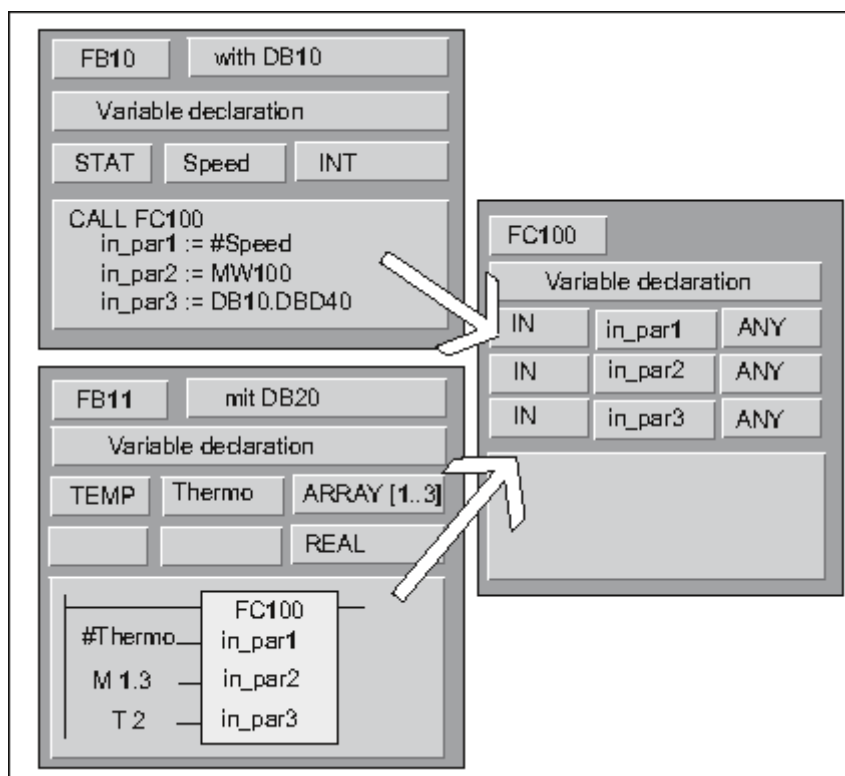 FB10 with DB10
Variable declaration
STAT Speed INT
CALL FC100
in_par1 := #Speed
in_par2 := MW100
in_par3 := DB10.DBD40
FC100
Variable declaration
IN in_par1 ANY
IN in_par2 ANY
IN in_par3 ANY
FB11 mit DB20
Variable declaration
TEMP Thermo ARRAY [1..3]
REAL
FC100
#Thermo in_par1
M 1.3 in_par2
T 2 in_par3